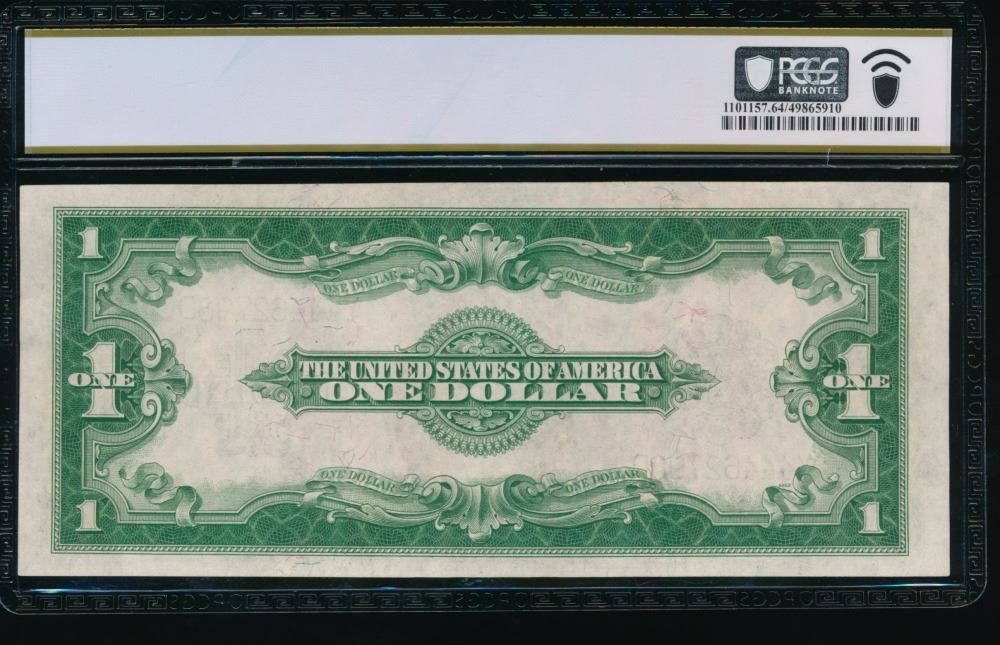 PCGS
BANKNOTE
1101157.64/49865910
1 1
ONE DOLLAR ONE DOLLAR
1 ONE 1 ONE
THE UNITED STATES OF AMERICA
ONE DOLLAR
ONE DOLLAR ONE DOLLAR
1 1